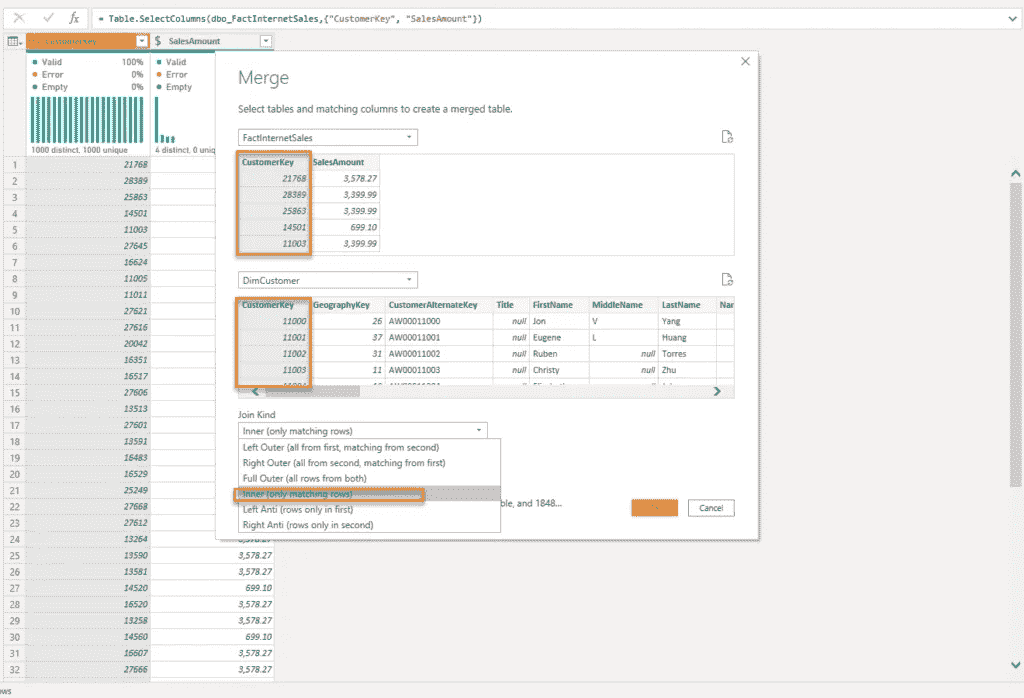 = Table.SelectColumns(dbo_FactInternetSales,{"CustomerKey", "SalesAmount"})
CustomerKey $ SalesAmount
Valid 100% Valid
Error 0% Error
Empty 0% Empty
1000 distinct, 1000 unique 4 distinct, 0 uniq
Merge
Select tables and matching columns to create a merged table.
FactInternetSales
CustomerKey SalesAmount
21768 3,578.27
28389 3,399.99
25863 3,399.99
14501 699.10
11003 3,399.99
DimCustomer
CustomerKey GeographyKey CustomerAlternateKey Title FirstName MiddleName LastName Nar
11000 26 AW00011000 null Jon V Yang
11001 37 AW00011001 null Eugene L Huang
11002 31 AW00011002 null Ruben null Torres
11003 11 AW00011003 null Christy null Zhu
Join Kind
Inner (only matching rows)
Left Outer (all from first, matching from second)
Right Outer (all from second, matching from first)
Full Outer (all rows from both)
Inner (only matching rows)
Left Anti (rows only in first)
Right Anti (rows only in second)
ble, and 1848...
Cancel
1 21768
2 28389
3 25863
4 14501
5 11003
6 27645
7 16624
8 11005
9 11011
10 27621
11 27616
12 20042
13 16351
14 16517
15 27606
16 13513
17 27601
18 13591
19 16483
20 16529
21 25249
22 27668
23 27612
24 13264 3,578.27
25 13590 3,578.27
26 13581 3,578.27
27 14520 699.10
28 16520 3,578.27
29 13258 3,578.27
30 14560 699.10
31 16607 3,578.27
32 27666 3,578.27
ows